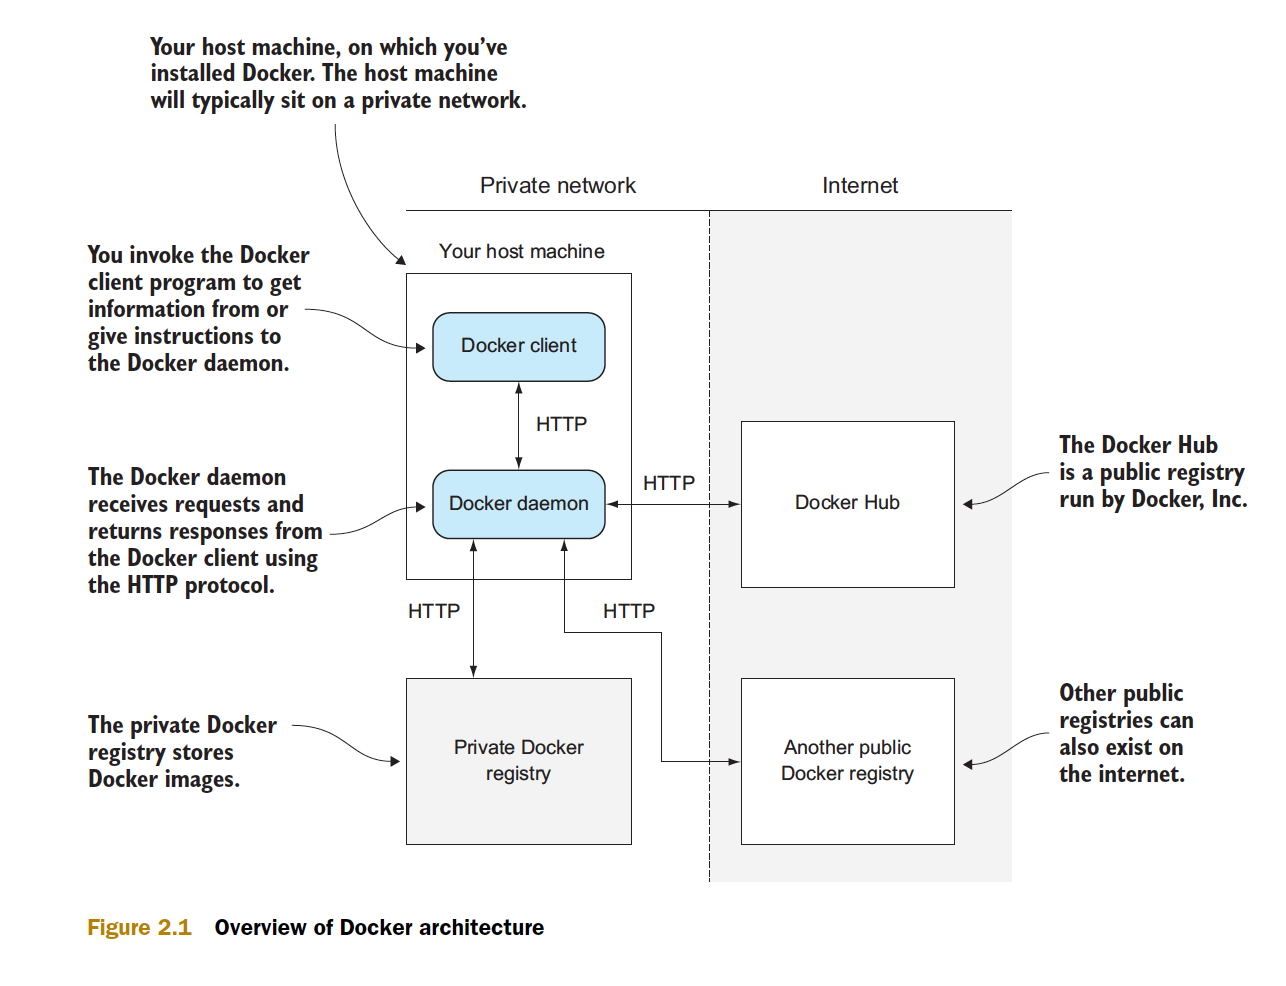 Your host machine, on which you’ve
installed Docker. The host machine
will typically sit on a private network.
Private network
Internet
Your host machine
You invoke the Docker
client program to get
information from or
give instructions to
the Docker daemon.
Docker client
HTTP
The Docker daemon
receives requests and
returns responses from
the Docker client using
the HTTP protocol.
Docker daemon
HTTP
Docker Hub
The Docker Hub
is a public registry
run by Docker, Inc.
HTTP
HTTP
The private Docker
registry stores
Docker images.
Private Docker
registry
Another public
Docker registry
Other public
registries can
also exist on
the internet.
Figure 2.1 Overview of Docker architecture